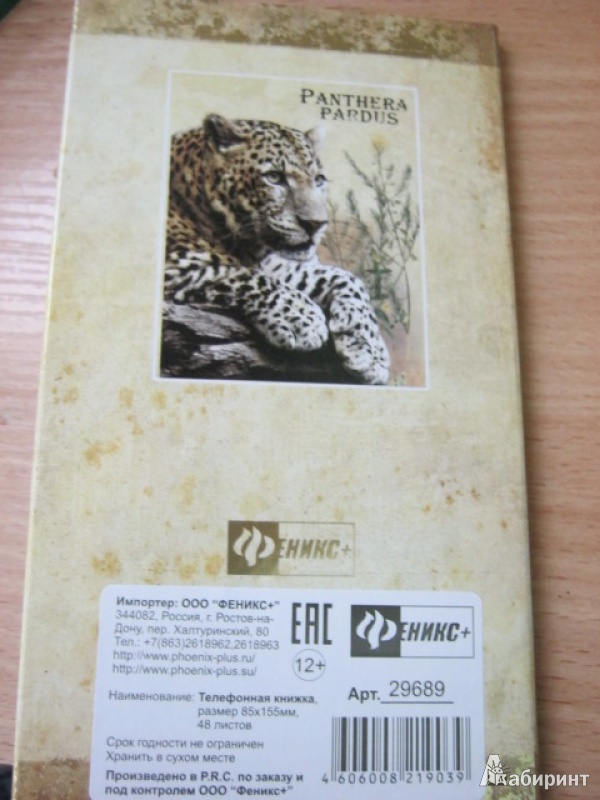 PANTHERA
PARDUS
ФЕНИКС+
Импортер: ООО "ФЕНИКС+"
344082, Россия, г. Ростов-на-
Дону, пер. Халтуринский, 80
Тел.: +7(863)2618962,2618963
http://www.phoenix-plus.ru/
http://www.phoenix-plus.su/
ЕАС
12+
ФЕНИКС+
Наименование: Телефонная книжка,
размер 85х155мм,
48 листов
Арт. 29689
Срок годности не ограничен
Хранить в сухом месте
Произведено в P.R.C. по заказу и
под контролем ООО "Феникс+"
4 606008 219039
Лабиринт